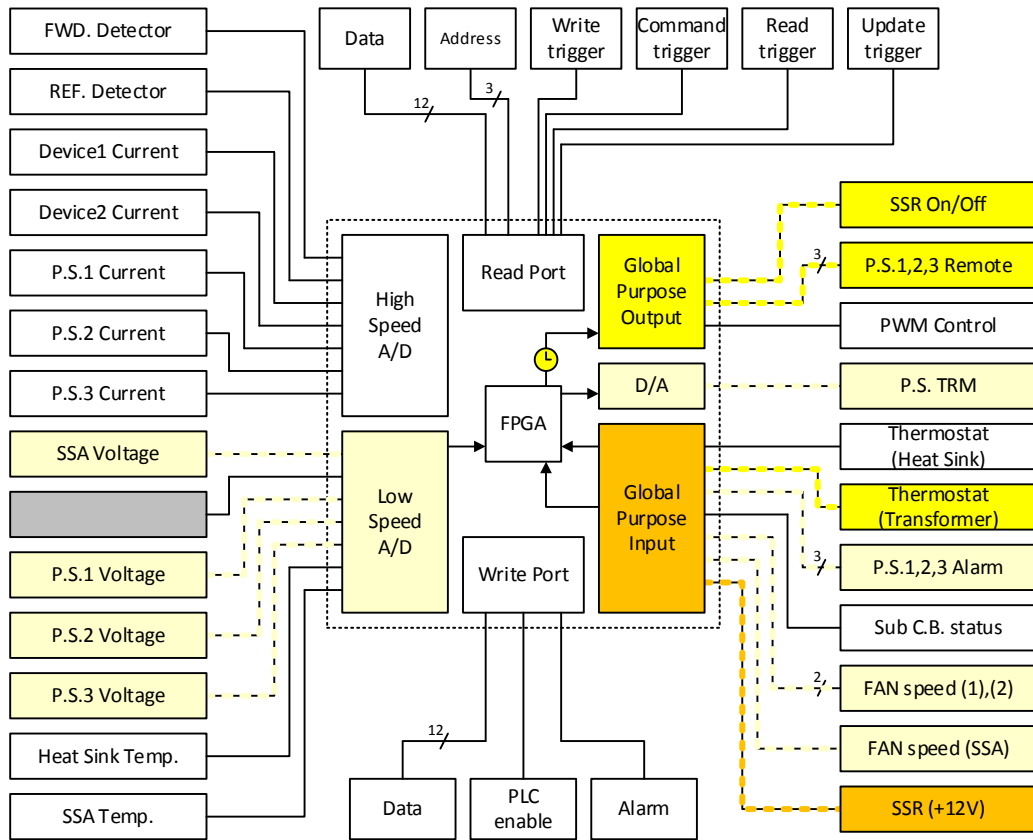 FWD. Detector
REF. Detector
Device1 Current
Device2 Current
P.S.1 Current
P.S.2 Current
P.S.3 Current
SSA Voltage
P.S.1 Voltage
P.S.2 Voltage
P.S.3 Voltage
Heat Sink Temp.
SSA Temp.
Data
Address
Write
trigger
Command
trigger
Read
trigger
Update
trigger
12
3
High
Speed
A/D
Read Port
Global
Purpose
Output
D/A
FPGA
Low
Speed
A/D
Global
Purpose
Input
Write Port
12
Data
PLC
enable
Alarm
SSR On/Off
3
P.S.1,2,3 Remote
PWM Control
P.S. TRM
Thermostat
(Heat Sink)
Thermostat
(Transformer)
3
P.S.1,2,3 Alarm
Sub C.B. status
2
FAN speed (1),(2)
FAN speed (SSA)
SSR (+12V)